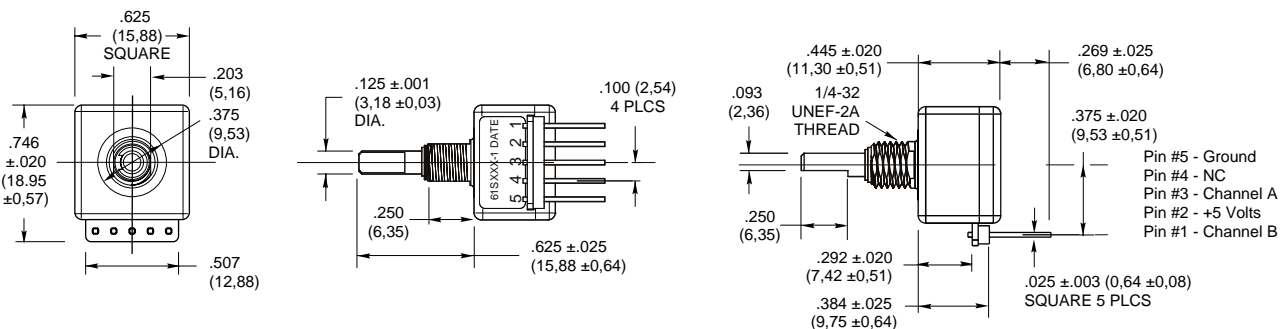 .625
(15,88)
SQUARE
.203
(5,16)
.375
(9,53)
DIA.
.746
±.020
(18.95
±0,57)
.507
(12,88)
.125 ±.001
(3,18 ±0,03)
DIA.
.100 (2,54)
4 PLCS
61SXXX-1 DATE
1
2
3
4
5
.250
(6,35)
.625 ±.025
(15,88 ±0,64)
.445 ±.020
(11,30 ±0,51)
.269 ±.025
(6,80 ±0,64)
.093
(2,36)
1/4-32
UNEF-2A
THREAD
.375 ±.020
(9,53 ±0,51)
.250
(6,35)
.292 ±.020
(7,42 ±0,51)
.384 ±.025
(9,75 ±0,64)
.025 ±.003 (0,64 ±0,08)
SQUARE 5 PLCS
Pin #5 - Ground
Pin #4 - NC
Pin #3 - Channel A
Pin #2 - +5 Volts
Pin #1 - Channel B